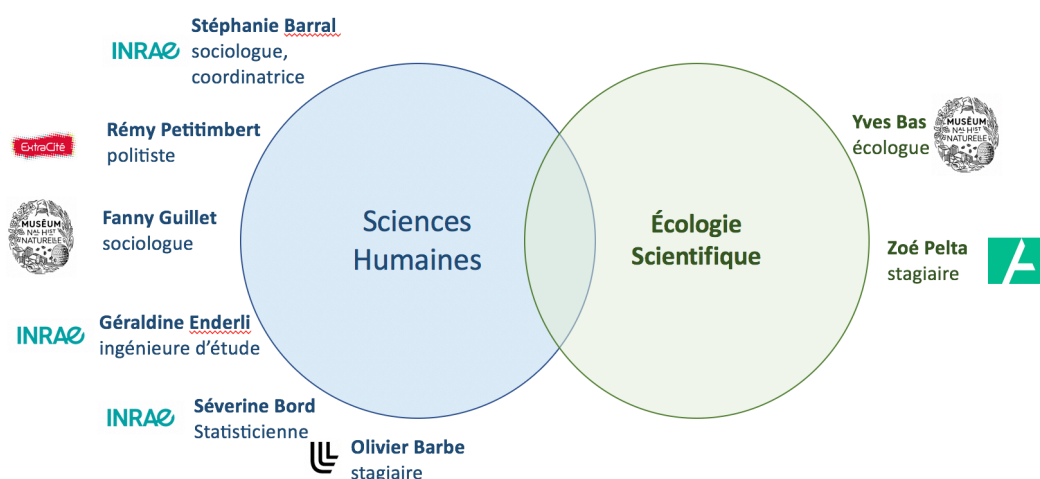 Stéphanie Barral
INRAE
sociologue,
coordinatrice
Rémy Petitimbert
ExtraCité
politiste
MUSÉUM
NAL HIST
NATURELLE
Fanny Guillet
sociologue
INRAE
Géraldine Enderli
ingénieure d’étude
INRAE
Séverine Bord
Statisticienne
Olivier Barbe
stagiaire
Sciences
Humaines
Écologie
Scientifique
Yves Bas
écologue
MUSÉUM
NAL HIST
NATURELLE
Zoé Pelta
stagiaire